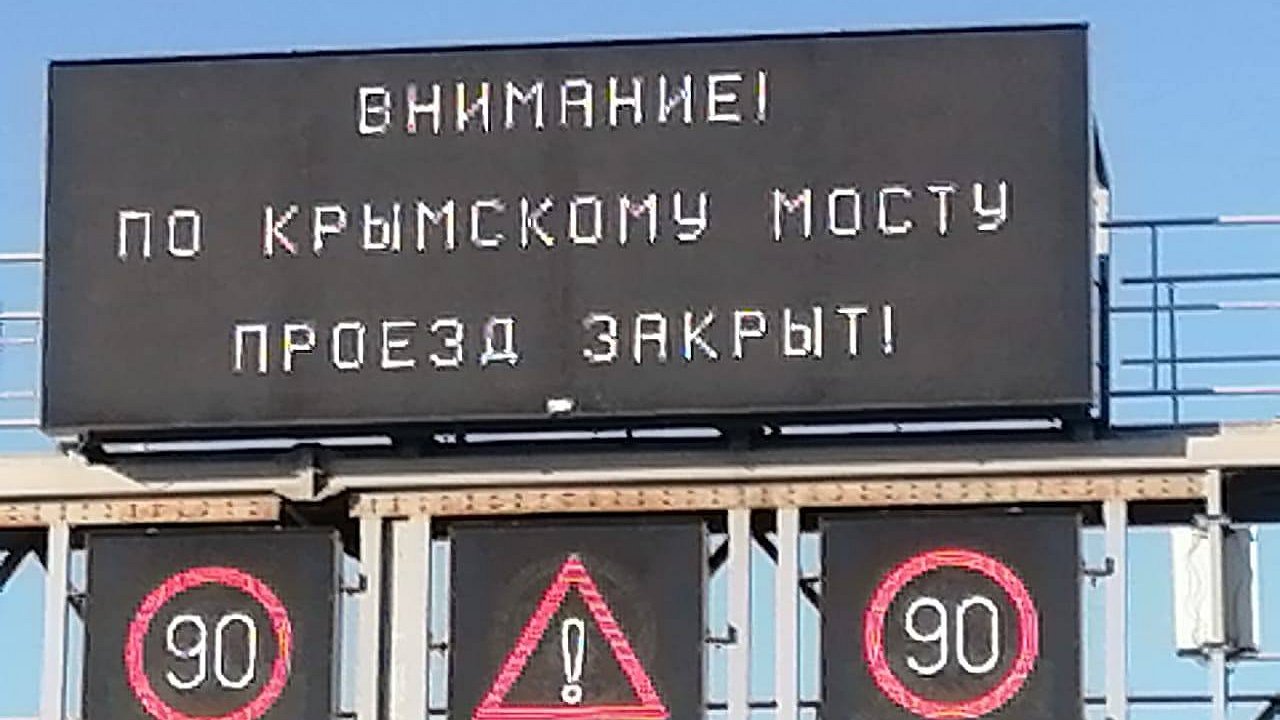 ВНИМАНИЕ!
ПО КРЫМСКОМУ МОСТУ
ПРОЕЗД ЗАКРЫТ!
90 ! 90